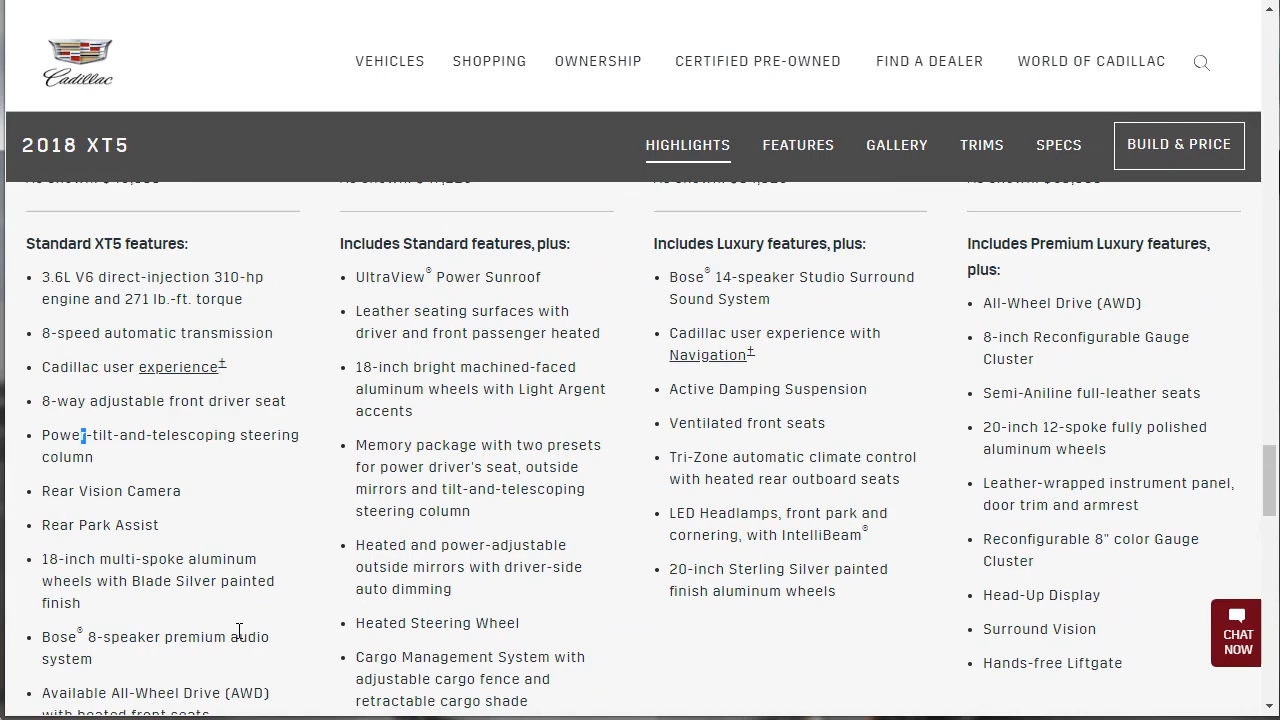 Cadillac
VEHICLES
SHOPPING
OWNERSHIP
CERTIFIED PRE-OWNED
FIND A DEALER
WORLD OF CADILLAC
2018 XT5
HIGHLIGHTS
FEATURES
GALLERY
TRIMS
SPECS
BUILD & PRICE
Standard XT5 features:
3.6L V6 direct-injection 310-hp
engine and 271 lb.-ft. torque
8-speed automatic transmission
Cadillac user experience‡
8-way adjustable front driver seat
Power-tilt-and-telescoping steering
column
Rear Vision Camera
Rear Park Assist
18-inch multi-spoke aluminum
wheels with Blade Silver painted
finish
Bose® 8-speaker premium audio
system
Available All-Wheel Drive (AWD)
with heated front seats
Includes Standard features, plus:
UltraView® Power Sunroof
Leather seating surfaces with
driver and front passenger heated
18-inch bright machined-faced
aluminum wheels with Light Argent
accents
Memory package with two presets
for power driver's seat, outside
mirrors and tilt-and-telescoping
steering column
Heated and power-adjustable
outside mirrors with driver-side
auto dimming
Heated Steering Wheel
Cargo Management System with
adjustable cargo fence and
retractable cargo shade
Includes Luxury features, plus:
Bose® 14-speaker Studio Surround
Sound System
Cadillac user experience with
Navigation‡
Active Damping Suspension
Ventilated front seats
Tri-Zone automatic climate control
with heated rear outboard seats
LED Headlamps, front park and
cornering, with IntelliBeam®
20-inch Sterling Silver painted
finish aluminum wheels
Includes Premium Luxury features,
plus:
All-Wheel Drive (AWD)
8-inch Reconfigurable Gauge
Cluster
Semi-Aniline full-leather seats
20-inch 12-spoke fully polished
aluminum wheels
Leather-wrapped instrument panel,
door trim and armrest
Reconfigurable 8" color Gauge
Cluster
Head-Up Display
Surround Vision
Hands-free Liftgate
CHAT
NOW